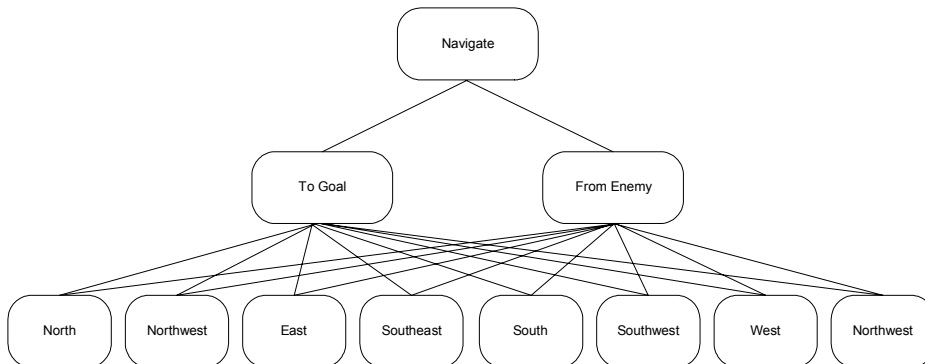 Navigate
To Goal
From Enemy
North
Northwest
East
Southeast
South
Southwest
West
Northwest